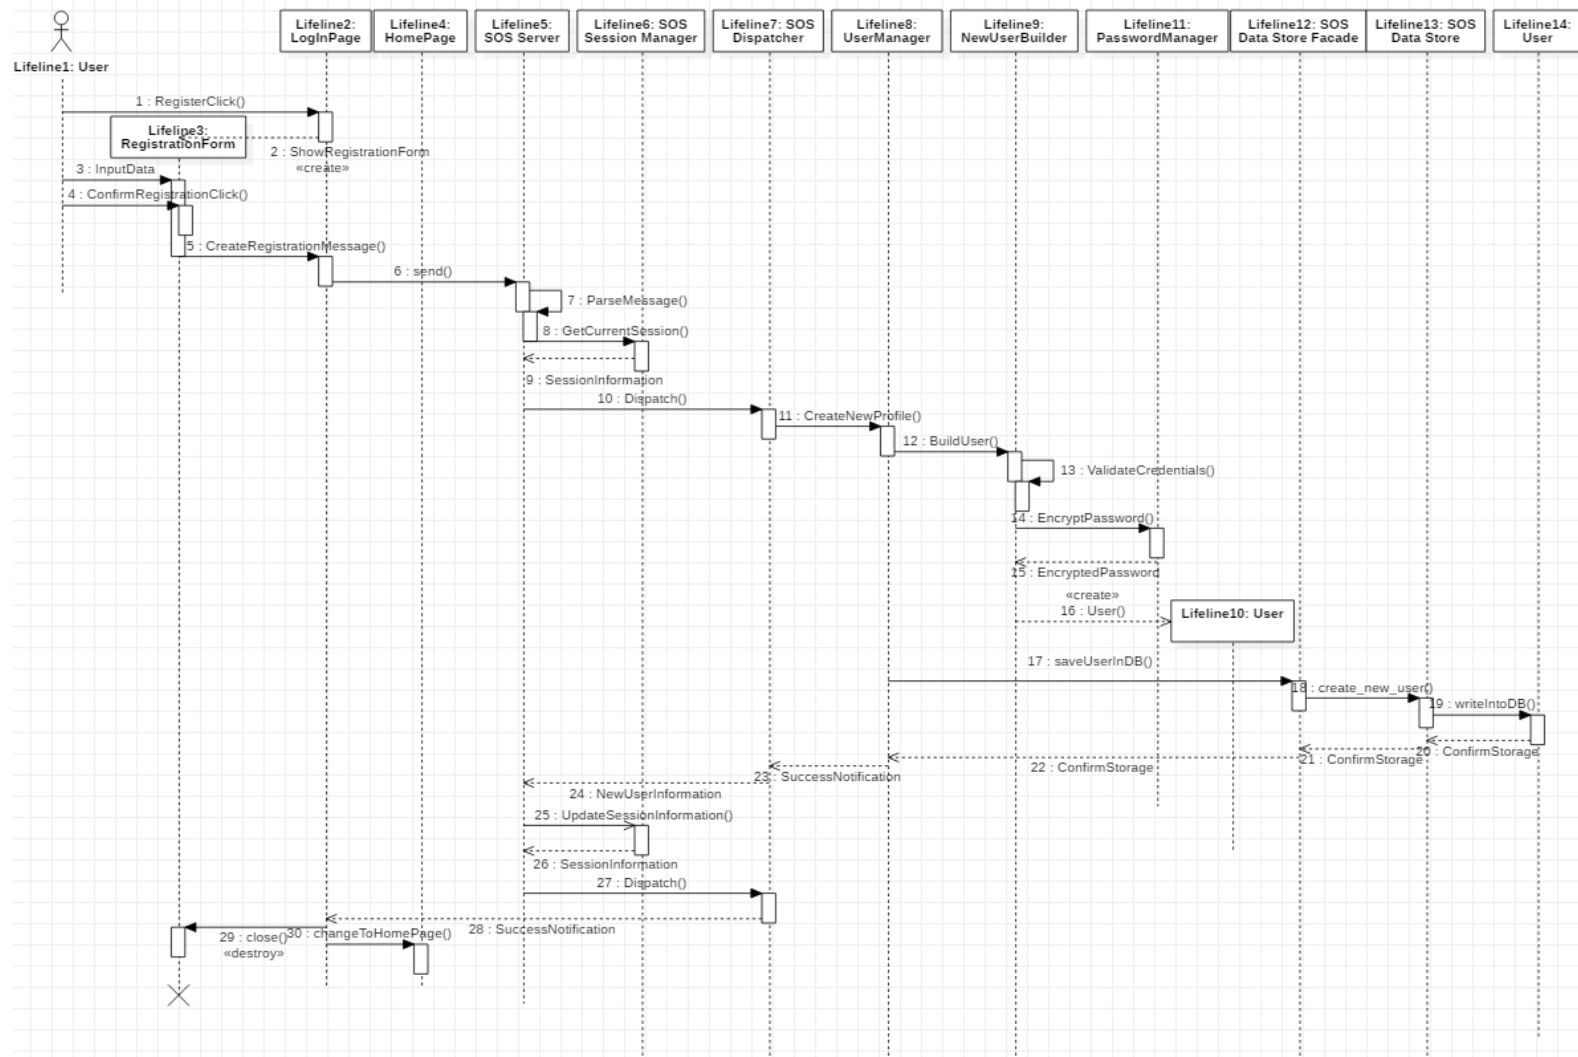 Lifeline1: User
Lifeline2:
LogInPage
Lifeline4:
HomePage
Lifeline5:
SOS Server
Lifeline6: SOS
Session Manager
Lifeline7: SOS
Dispatcher
Lifeline8:
UserManager
Lifeline9:
NewUserBuilder
Lifeline11:
PasswordManager
Lifeline12: SOS
Data Store Facade
Lifeline13: SOS
Data Store
Lifeline14:
User
1 : RegisterClick()
Lifeline3:
RegistrationForm
2 : ShowRegistrationForm
«create»
3 : InputData
4 : ConfirmRegistrationClick()
5 : CreateRegistrationMessage()
6 : send()
7 : ParseMessage()
8 : GetCurrentSession()
9 : SessionInformation
10 : Dispatch()
11 : CreateNewProfile()
12 : BuildUser()
13 : ValidateCredentials()
14 : EncryptPassword()
15 : EncryptedPassword
«create»
16 : User()
Lifeline10: User
17 : saveUserInDB()
18 : create_new_user()
19 : writeIntoDB()
20 : ConfirmStorage
21 : ConfirmStorage
22 : ConfirmStorage
23 : SuccessNotification
24 : NewUserInformation
25 : UpdateSessionInformation()
26 : SessionInformation
27 : Dispatch()
28 : SuccessNotification
29 : close()
«destroy»
30 : changeToHomePage()